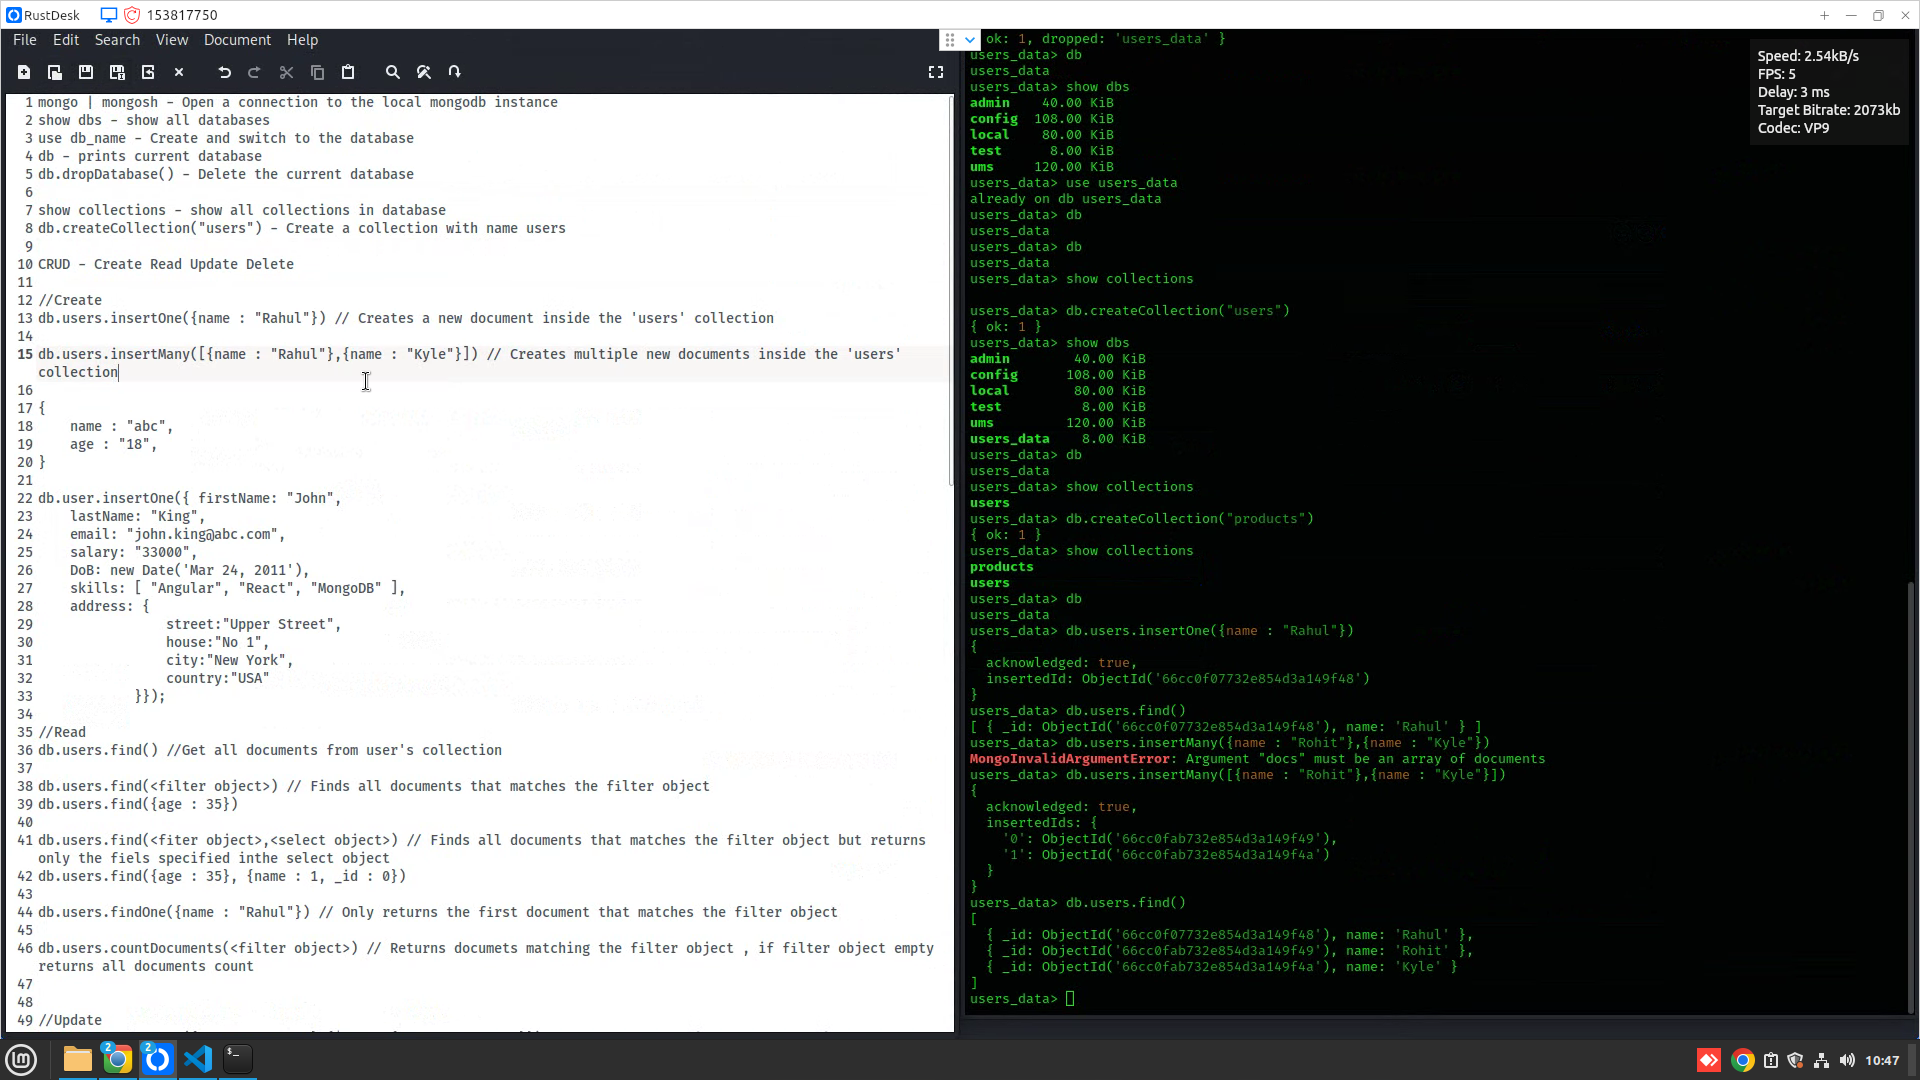 RustDesk 153817750
File Edit Search View Document Help
1 mongo | mongosh - Open a connection to the local mongodb instance
2 show dbs - show all databases
3 use db_name - Create and switch to the database
4 db - prints current database
5 db.dropDatabase() - Delete the current database
6
7 show collections - show all collections in database
8 db.createCollection("users") - Create a collection with name users
9
10 CRUD - Create Read Update Delete
11
12 //Create
13 db.users.insertOne({name : "Rahul"}) // Creates a new document inside the 'users' collection
14
15 db.users.insertMany([{name : "Rahul"},{name : "Kyle"}]) // Creates multiple new documents inside the 'users'
collection
16
17 {
18 name : "abc",
19 age : "18",
20 }
21
22 db.user.insertOne({ firstName: "John",
23 lastName: "King",
24 email: "john.king@abc.com",
25 salary: "33000",
26 DoB: new Date('Mar 24, 2011'),
27 skills: [ "Angular", "React", "MongoDB" ],
28 address: {
29 street:"Upper Street",
30 house:"No 1",
31 city:"New York",
32 country:"USA"
33 }});
34
35 //Read
36 db.users.find() //Get all documents from user's collection
37
38 db.users.find(<filter object>) // Finds all documents that matches the filter object
39 db.users.find({age : 35})
40
41 db.users.find(<fiter object>,<select object>) // Finds all documents that matches the filter object but returns
only the fiels specified inthe select object
42 db.users.find({age : 35}, {name : 1, _id : 0})
43
44 db.users.findOne({name : "Rahul"}) // Only returns the first document that matches the filter object
45
46 db.users.countDocuments(<filter object>) // Returns documets matching the filter object , if filter object empty
returns all documents count
47
48
49 //Update
ok: 1, dropped: 'users_data' }
users_data> db
users_data
users_data> show dbs
admin 40.00 KiB
config 108.00 KiB
local 80.00 KiB
test 8.00 KiB
ums 120.00 KiB
users_data> use users_data
already on db users_data
users_data> db
users_data
users_data> db
users_data
users_data> show collections
users_data> db.createCollection("users")
{ ok: 1 }
users_data> show dbs
admin 40.00 KiB
config 108.00 KiB
local 80.00 KiB
test 8.00 KiB
ums 120.00 KiB
users_data 8.00 KiB
users_data> db
users_data
users_data> show collections
users
users_data> db.createCollection("products")
{ ok: 1 }
users_data> show collections
products
users
users_data> db
users_data
users_data> db.users.insertOne({name : "Rahul"})
{
acknowledged: true,
insertedId: ObjectId('66cc0f07732e854d3a149f48')
}
users_data> db.users.find()
[ { _id: ObjectId('66cc0f07732e854d3a149f48'), name: 'Rahul' } ]
users_data> db.users.insertMany({name : "Rohit"},{name : "Kyle"})
MongoInvalidArgumentError: Argument "docs" must be an array of documents
users_data> db.users.insertMany([{name : "Rohit"},{name : "Kyle"}])
{
acknowledged: true,
insertedIds: {
'0': ObjectId('66cc0fab732e854d3a149f49'),
'1': ObjectId('66cc0fab732e854d3a149f4a')
}
}
users_data> db.users.find()
[
{ _id: ObjectId('66cc0f07732e854d3a149f48'), name: 'Rahul' },
{ _id: ObjectId('66cc0fab732e854d3a149f49'), name: 'Rohit' },
{ _id: ObjectId('66cc0fab732e854d3a149f4a'), name: 'Kyle' }
]
users_data>
Speed: 2.54kB/s
FPS: 5
Delay: 3 ms
Target Bitrate: 2073kb
Codec: VP9
2 2 10:47